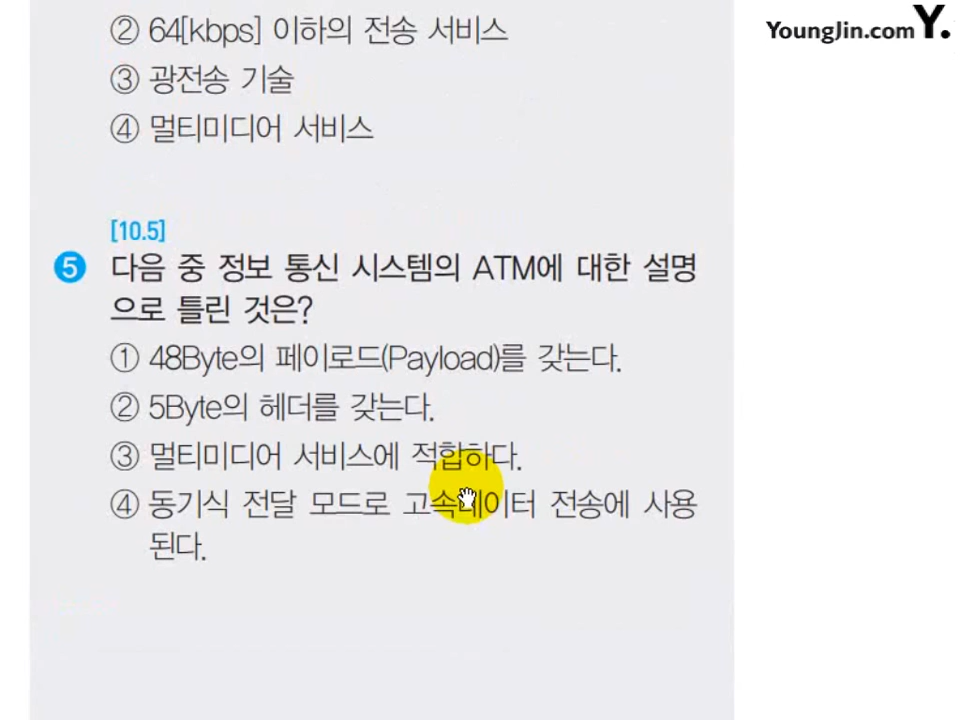 ② 64[kbps] 이하의 전송 서비스
YoungJin.com Y.
③ 광전송 기술
④ 멀티미디어 서비스
[10.5]
5 다음 중 정보 통신 시스템의 ATM에 대한 설명
으로 틀린 것은?
① 48Byte의 페이로드(Payload)를 갖는다.
② 5Byte의 헤더를 갖는다.
③ 멀티미디어 서비스에 적합하다.
④ 동기식 전달 모드로 고속데이터 전송에 사용
된다.